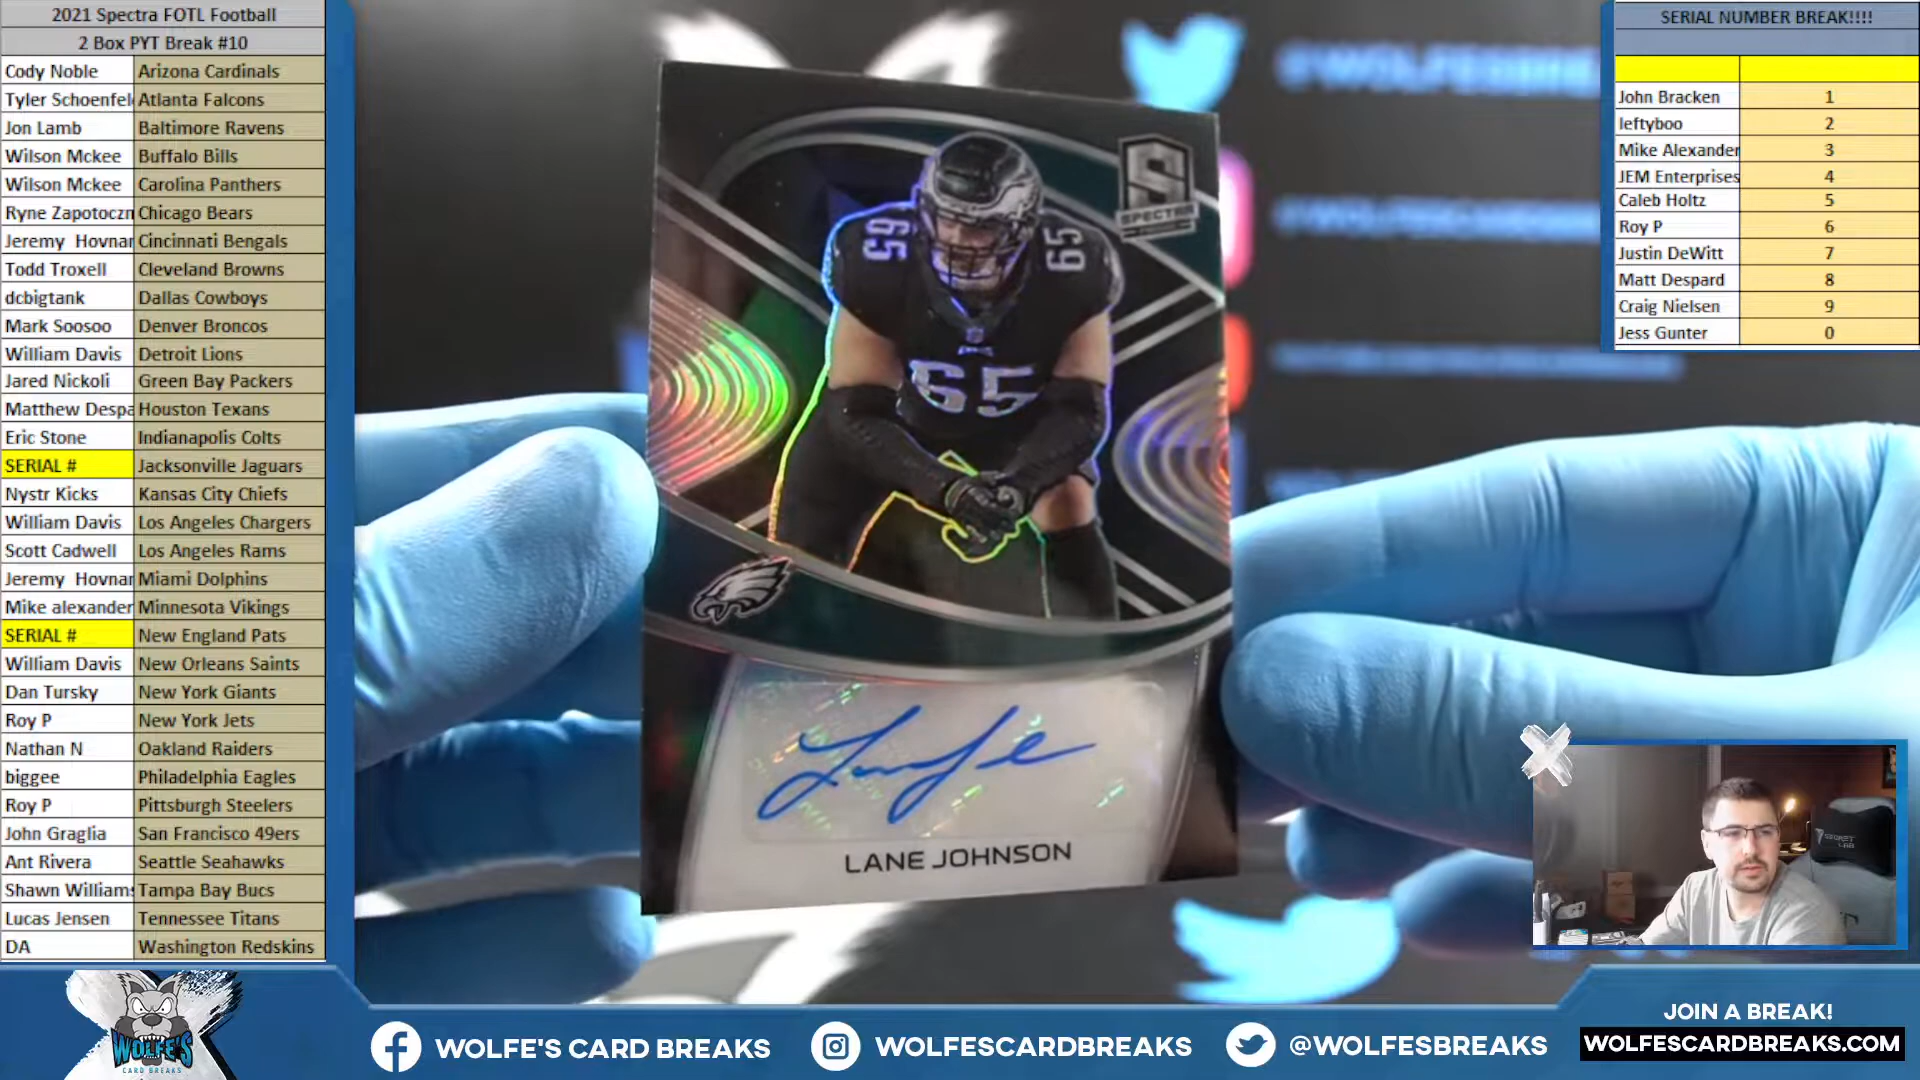 2021 Spectra FOTL Football
2 Box PYT Break #10
Cody Noble Arizona Cardinals
Tyler Schoenfel Atlanta Falcons
Jon Lamb Baltimore Ravens
Wilson Mckee Buffalo Bills
Wilson Mckee Carolina Panthers
Ryne Zapotoczn Chicago Bears
Jeremy Hovnar Cincinnati Bengals
Todd Troxell Cleveland Browns
dcbigtank Dallas Cowboys
Mark Soosoo Denver Broncos
William Davis Detroit Lions
Jared Nickoli Green Bay Packers
Matthew Despa Houston Texans
Eric Stone Indianapolis Colts
SERIAL # Jacksonville Jaguars
Nystr Kicks Kansas City Chiefs
William Davis Los Angeles Chargers
Scott Cadwell Los Angeles Rams
Jeremy Hovnar Miami Dolphins
Mike alexander Minnesota Vikings
SERIAL # New England Pats
William Davis New Orleans Saints
Dan Tursky New York Giants
Roy P New York Jets
Nathan N Oakland Raiders
biggee Philadelphia Eagles
Roy P Pittsburgh Steelers
John Graglia San Francisco 49ers
Ant Rivera Seattle Seahawks
Shawn Williams Tampa Bay Bucs
Lucas Jensen Tennessee Titans
DA Washington Redskins
S
SPECTRA
65 65
65
LANE JOHNSON
SERIAL NUMBER BREAK!!!!
John Bracken 1
leftyboo 2
Mike Alexander 3
JEM Enterprises 4
Caleb Holtz 5
Roy P 6
Justin DeWitt 7
Matt Despard 8
Craig Nielsen 9
Jess Gunter 0
SECRET LAB
WOLFE'S
CARD BREAKS
WOLFE'S CARD BREAKS
WOLFESCARDBREAKS
@WOLFESBREAKS
JOIN A BREAK!
WOLFESCARDBREAKS.COM